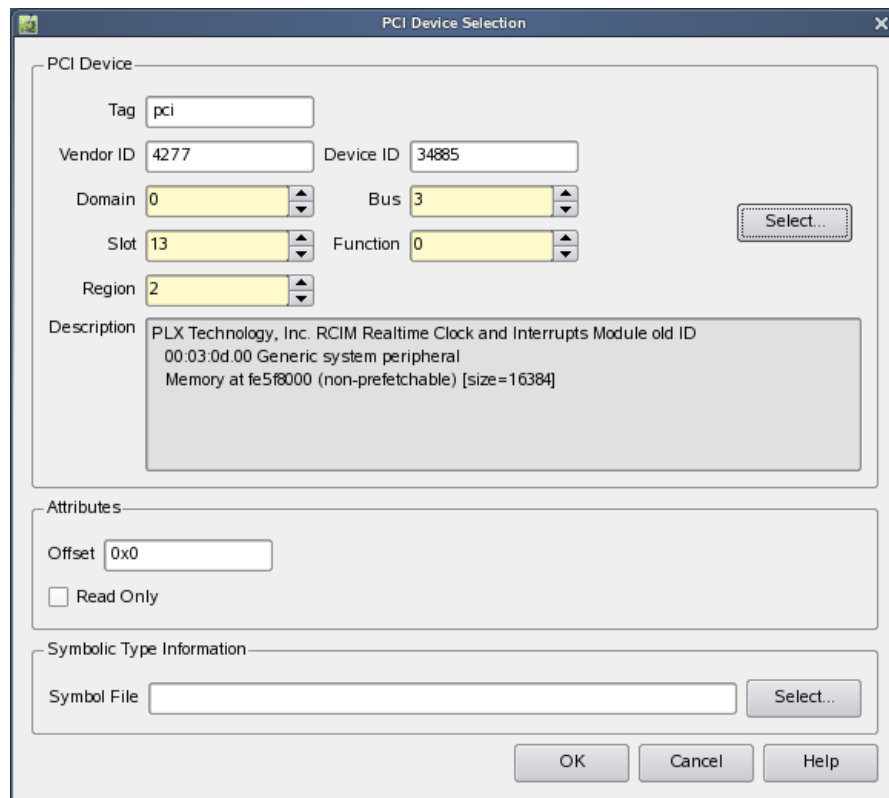 PCI Device Selection
PCI Device
Tag pci
Vendor ID 4277 Device ID 34885
Domain 0 Bus 3
Select...
Slot 13 Function 0
Region 2
Description PLX Technology, Inc. RCIM Realtime Clock and Interrupts Module old ID
00:03:0d.00 Generic system peripheral
Memory at fe5f8000 (non-prefetchable) [size=16384]
Attributes
Offset 0x0
Read Only
Symbolic Type Information
Symbol File Select...
OK Cancel Help